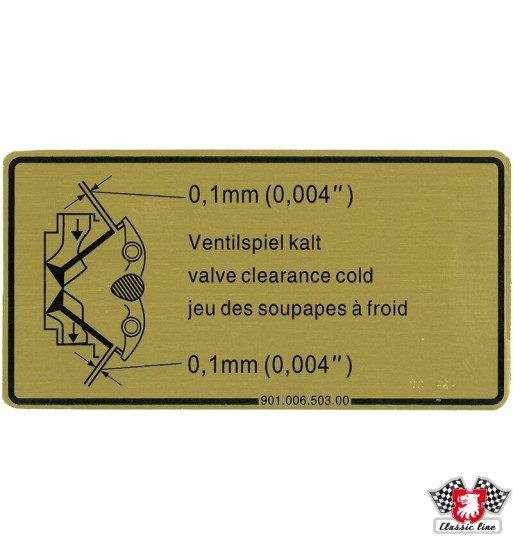 0,1mm (0,004")
Ventilspiel kalt
valve clearance cold
jeu des soupapes à froid
0,1mm (0,004")
901.006.503.00
Classic line